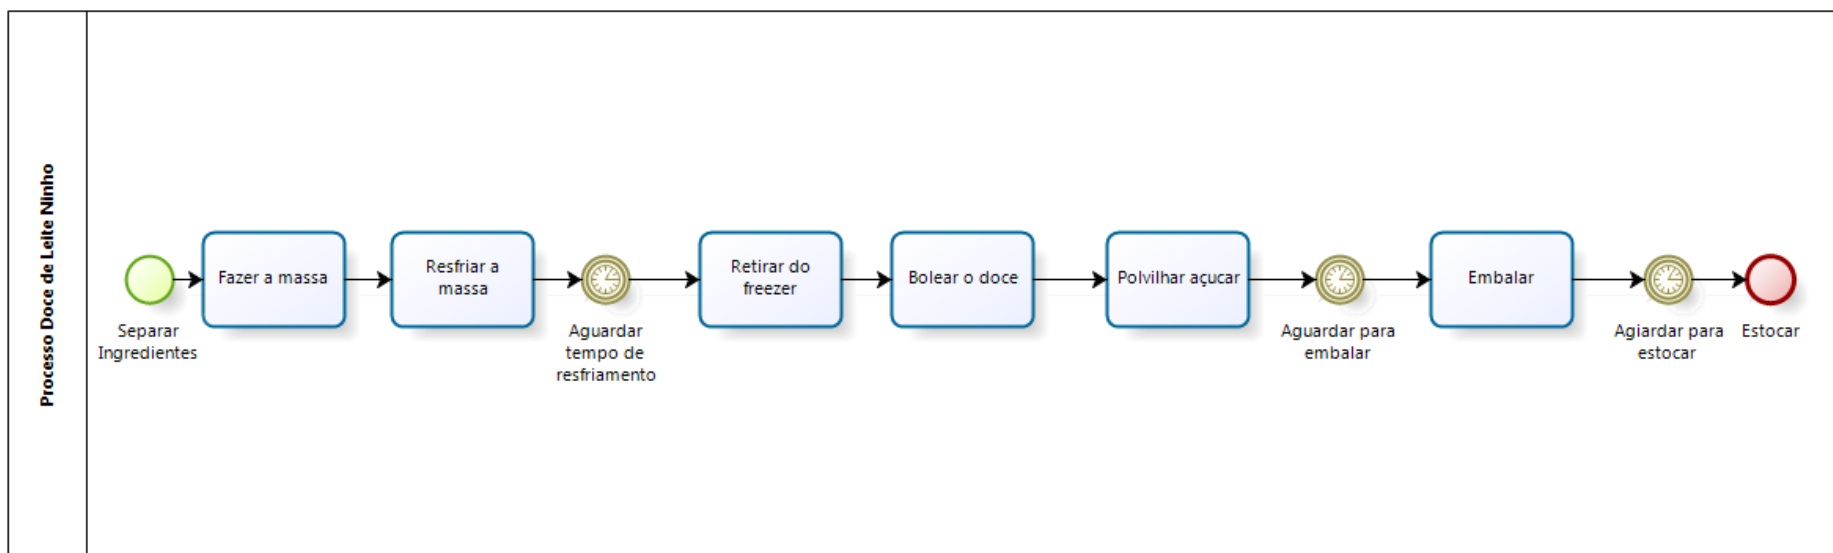 Processo Doce de Leite Ninho
Separar
Ingredientes
Fazer a massa
Resfriar a
massa
Aguardar
tempo de
resfriamento
Retirar do
freezer
Bolear o doce
Polvilhar açucar
Aguardar para
embalar
Embalar
Agiardar para
estocar
Estocar